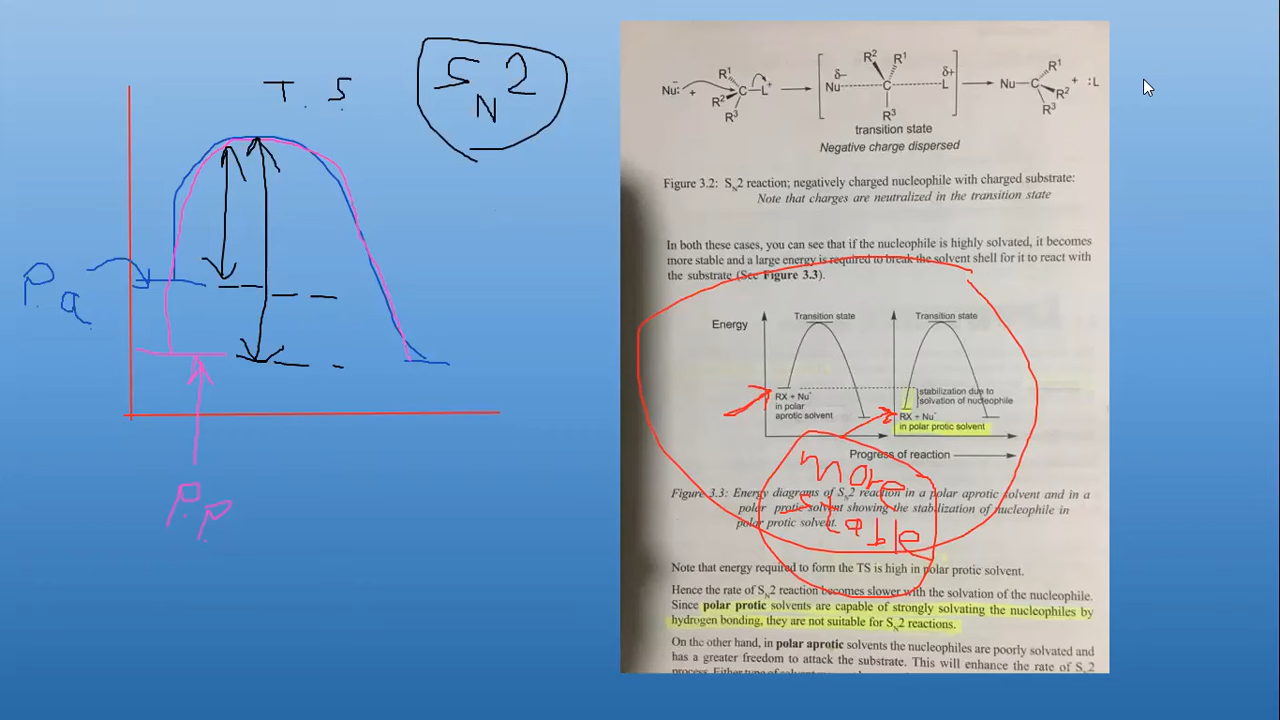 T.S
S N 2
P.a
P.p
R² R¹
R¹ δ– δ+ R¹
Nu:⁻ + R² C—L⁺ → Nu C L → Nu—C R² + :L
R³ R³ R³
transition state
Negative charge dispersed
Figure 3.2: SN2 reaction; negatively charged nucleophile with charged substrate:
Note that charges are neutralized in the transition state
In both these cases, you can see that if the nucleophile is highly solvated, it becomes
more stable and a large energy is required to break the solvent shell for it to react with
the substrate (See Figure 3.3).
Energy
Transition state
Transition state
RX + Nu⁻
in polar
aprotic solvent
stabilization due to
solvation of nucleophile
RX + Nu⁻
in polar protic solvent
Progress of reaction
more
stable
Figure 3.3: Energy diagrams of SN2 reaction in a polar aprotic solvent and in a
polar protic solvent showing the stabilization of nucleophile in
polar protic solvent.
Note that energy required to form the TS is high in polar protic solvent.
Hence the rate of SN2 reaction becomes slower with the solvation of the nucleophile.
Since polar protic solvents are capable of strongly solvating the nucleophiles by
hydrogen bonding, they are not suitable for SN2 reactions.
On the other hand, in polar aprotic solvents the nucleophiles are poorly solvated and
has a greater freedom to attack the substrate. This will enhance the rate of SN2
process. Either type of